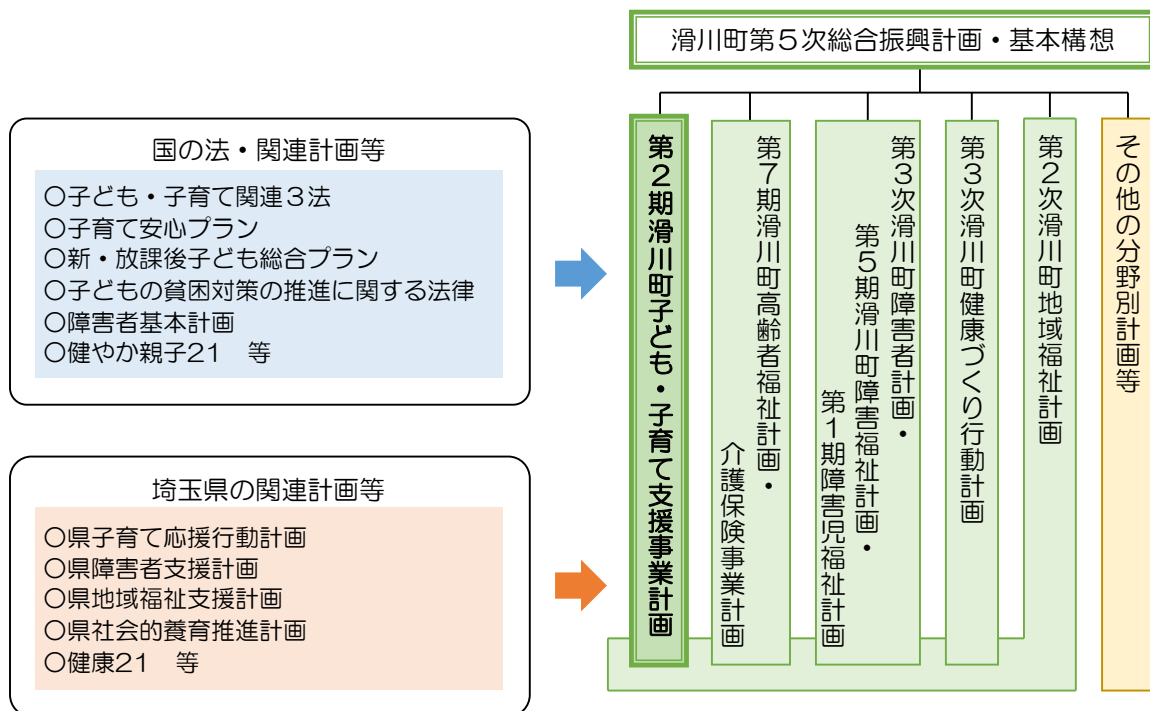 滑川町第５次総合振興計画・基本構想
国の法・関連計画等
○子ども・子育て関連３法
○子育て安心プラン
○新・放課後子ども総合プラン
○子どもの貧困対策の推進に関する法律
○障害者基本計画
○健やか親子21　等
埼玉県の関連計画等
○県子育て応援行動計画
○県障害者支援計画
○県地域福祉支援計画
○県社会的養育推進計画
○健康21　等
第２期滑川町子ども・子育て支援事業計画
第７期滑川町高齢者福祉計画・
介護保険事業計画
第３次滑川町障害者計画・
第５期滑川町障害福祉計画・
第１期障害児福祉計画
第３次滑川町健康づくり行動計画
第２次滑川町地域福祉計画
その他の分野別計画等